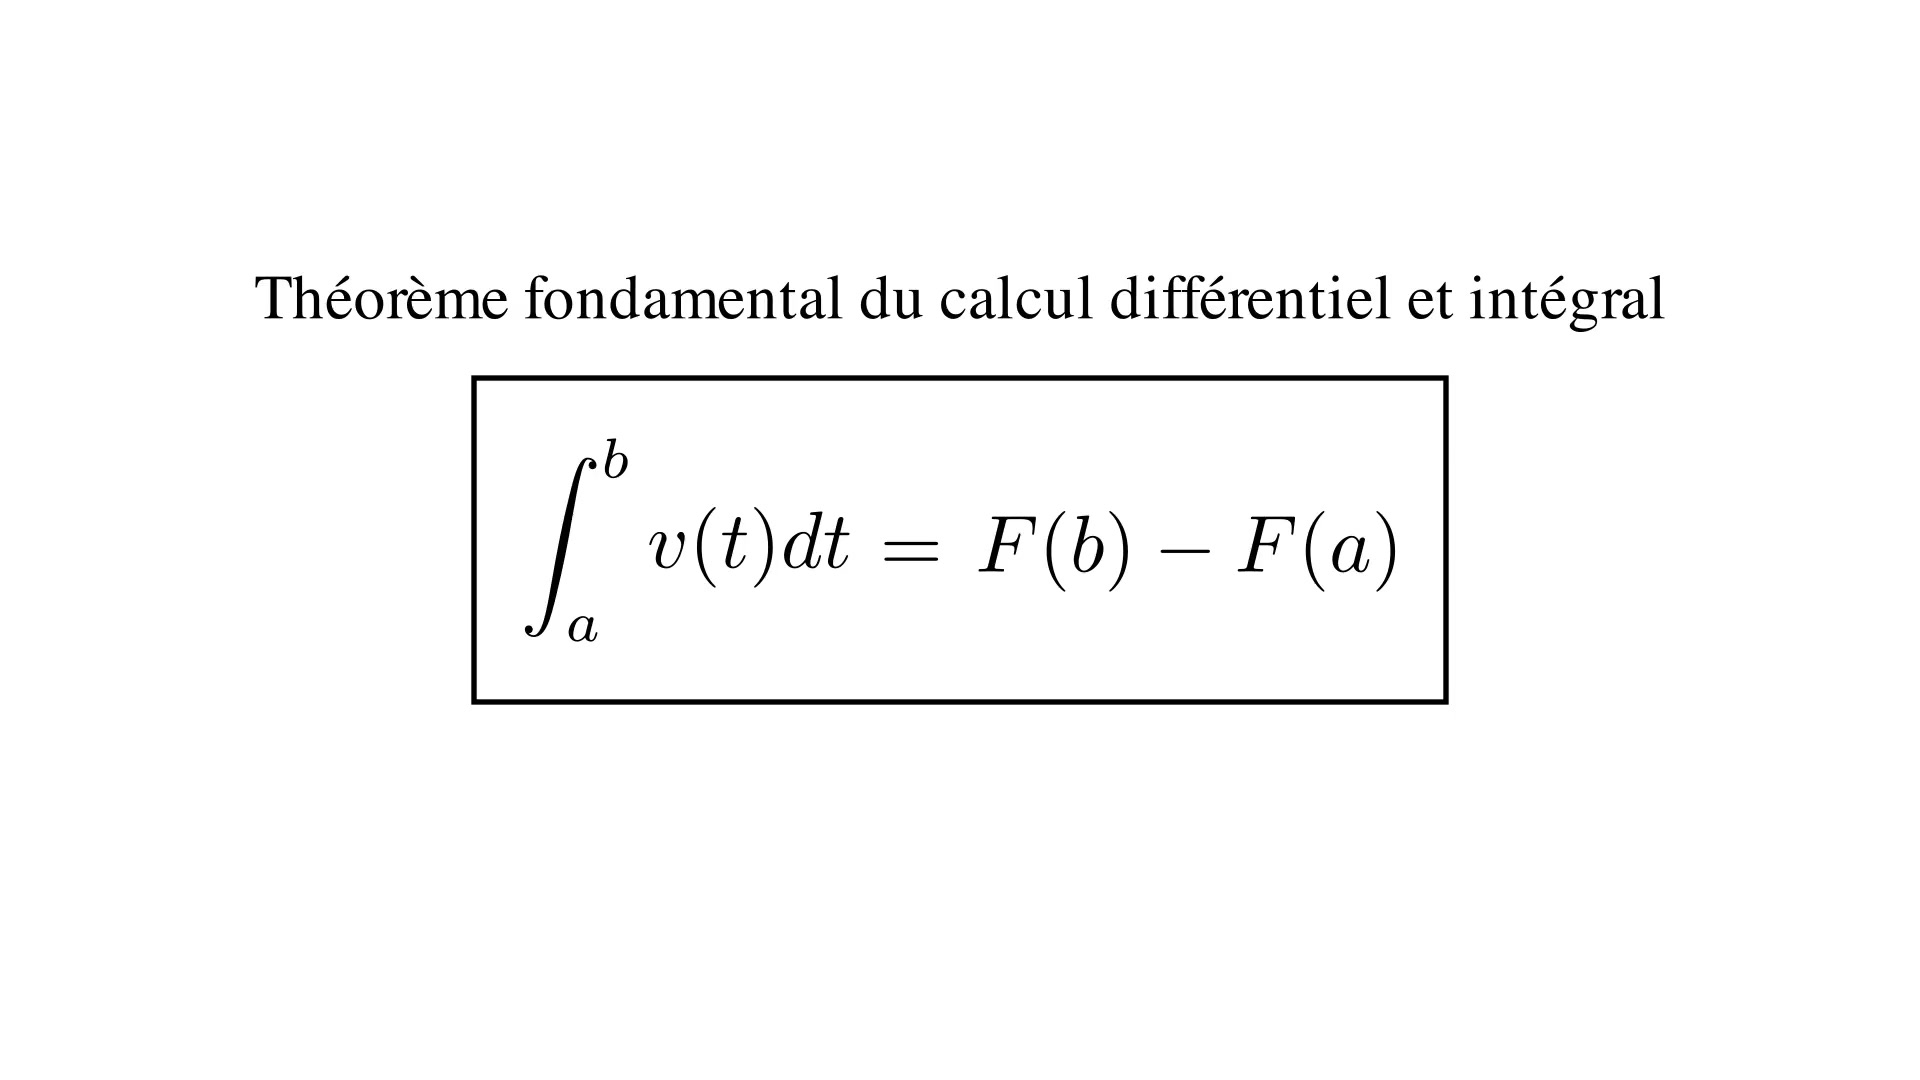 Théorème fondamental du calcul différentiel et intégral
∫_a^b v(t)dt = F(b) − F(a)